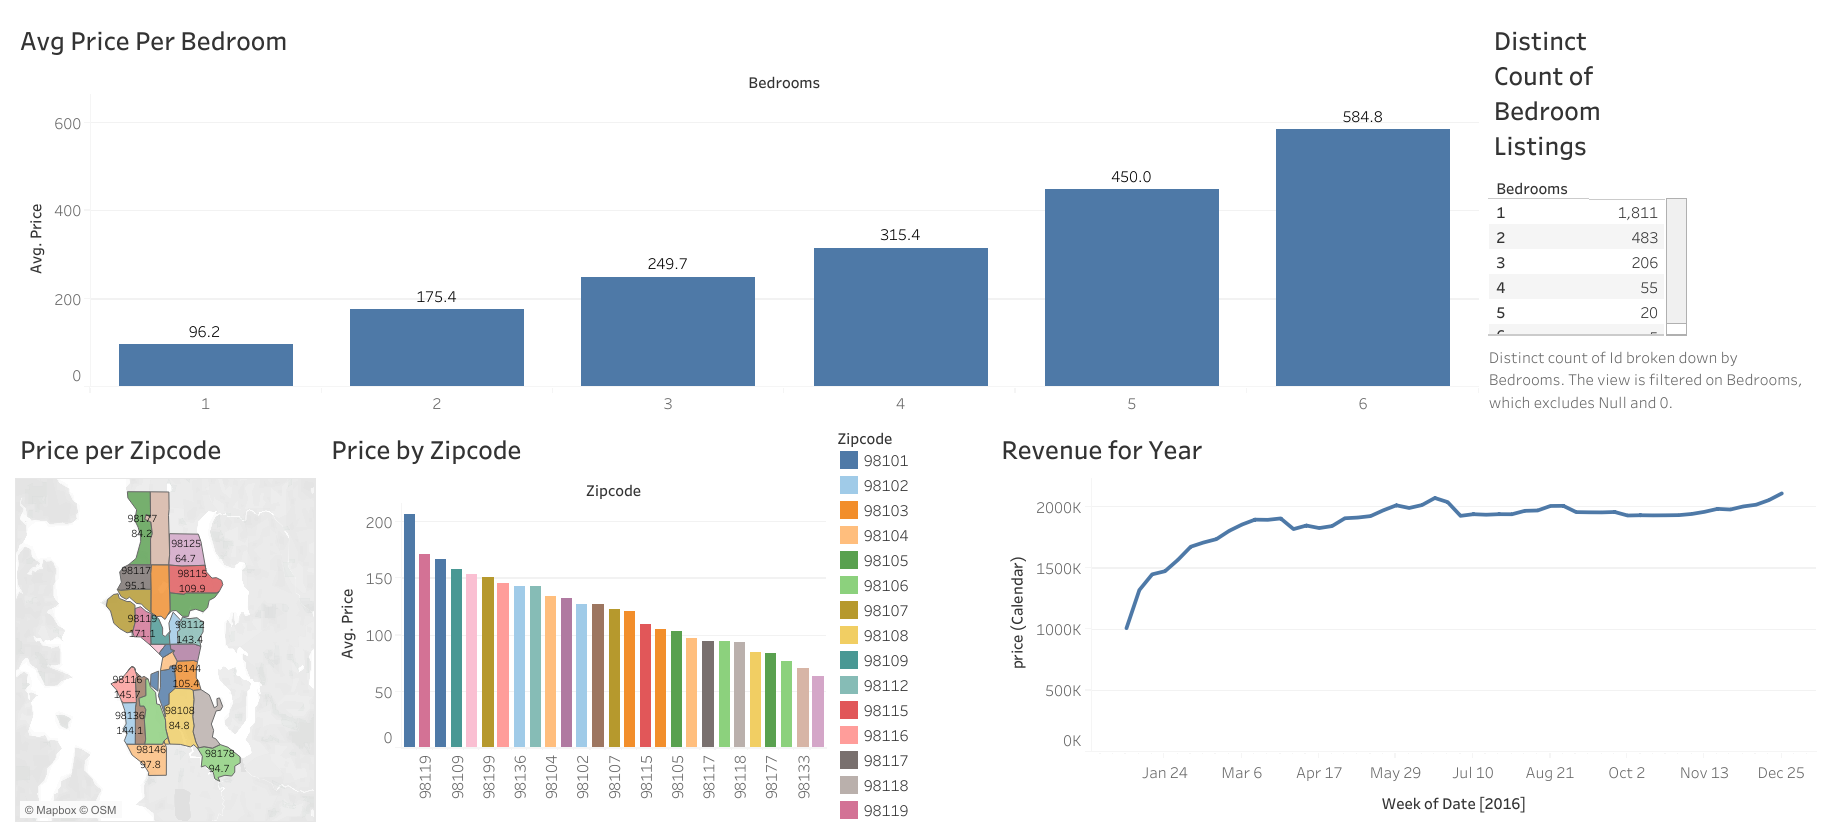 Avg Price Per Bedroom
Bedrooms
Avg. Price
600
400
200
0
96.2
175.4
249.7
315.4
450.0
584.8
1
2
3
4
5
6
Distinct
Count of
Bedroom
Listings
Bedrooms
1 1,811
2 483
3 206
4 55
5 20
Distinct count of Id broken down by
Bedrooms. The view is filtered on Bedrooms,
which excludes Null and 0.
Price per Zipcode
98177
84.2
98125
64.7
98117
95.1
98115
109.9
98119
171.1
98112
143.4
98144
105.4
98116
145.7
98136
144.1
98108
84.8
98146
97.8
98178
94.7
© Mapbox © OSM
Price by Zipcode
Zipcode
Avg. Price
200
150
100
50
0
98119
98109
98199
98136
98104
98102
98107
98115
98105
98117
98118
98177
98133
Zipcode
98101
98102
98103
98104
98105
98106
98107
98108
98109
98112
98115
98116
98117
98118
98119
Revenue for Year
price (Calendar)
2000K
1500K
1000K
500K
0K
Jan 24
Mar 6
Apr 17
May 29
Jul 10
Aug 21
Oct 2
Nov 13
Dec 25
Week of Date [2016]